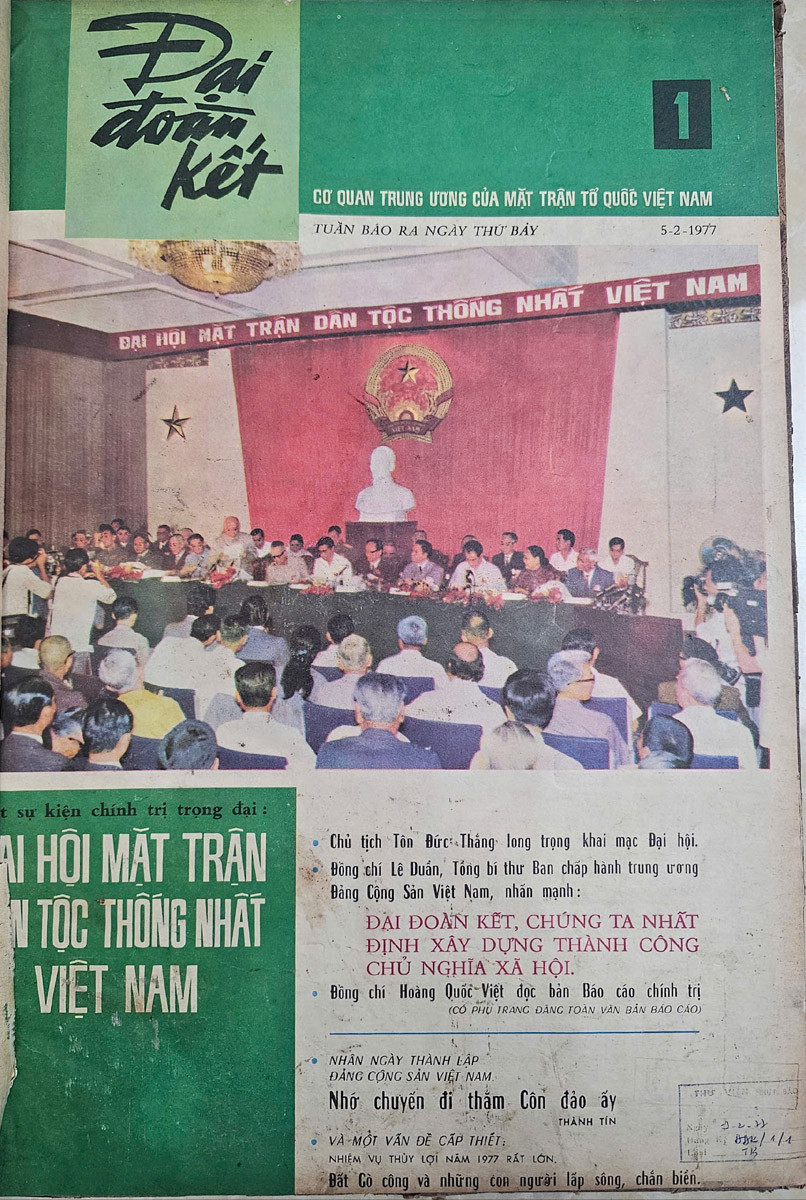 Đại
đoàn
kết
1
CƠ QUAN TRUNG ƯƠNG CỦA MẶT TRẬN TỔ QUỐC VIỆT NAM
TUẦN BÁO RA NGÀY THỨ BẢY 5-2-1977
ĐẠI HỘI MẶT TRẬN DÂN TỘC THỐNG NHẤT VIỆT NAM
VIỆT NAM
t sự kiện chính trị trọng đại :
ẠI HỘI MẶT TRẬN
N TỘC THỐNG NHẤT
VIỆT NAM
• Chủ tịch Tôn Đức Thắng long trọng khai mạc Đại hội.
• Đồng chí Lê Duẩn, Tổng bí thư Ban chấp hành trung ương
Đảng Cộng Sản Việt Nam, nhấn mạnh :
ĐẠI ĐOÀN KẾT, CHÚNG TA NHẤT
ĐỊNH XÂY DỰNG THÀNH CÔNG
CHỦ NGHĨA XÃ HỘI.
• Đồng chí Hoàng Quốc Việt đọc bản Báo cáo chính trị
(CÓ PHỤ TRANG ĐĂNG TOÀN VĂN BẢN BÁO CÁO)
• NHÂN NGÀY THÀNH LẬP
ĐẢNG CỘNG SẢN VIỆT NAM.
Nhớ chuyến đi thăm Côn đảo ấy
THÀNH TÍN
• VÀ MỘT VẤN ĐỀ CẤP THIẾT :
NHIỆM VỤ THỦY LỢI NĂM 1977 RẤT LỚN.
Đất Gò công và những con người lấp sông, chắn biển.
Ngày